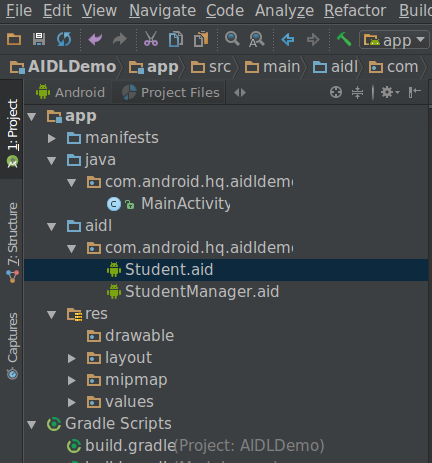 File Edit View Navigate Code Analyze Refactor Buil
app
AIDLDemo app src main aidl com
Android Project Files
1: Project
app
manifests
java
com.android.hq.aidldemo
MainActivity
7: Structure
aidl
com.android.hq.aidldemo
Student.aid
StudentManager.aid
Captures
res
drawable
layout
mipmap
values
Gradle Scripts
build.gradle (Project: AIDLDemo)